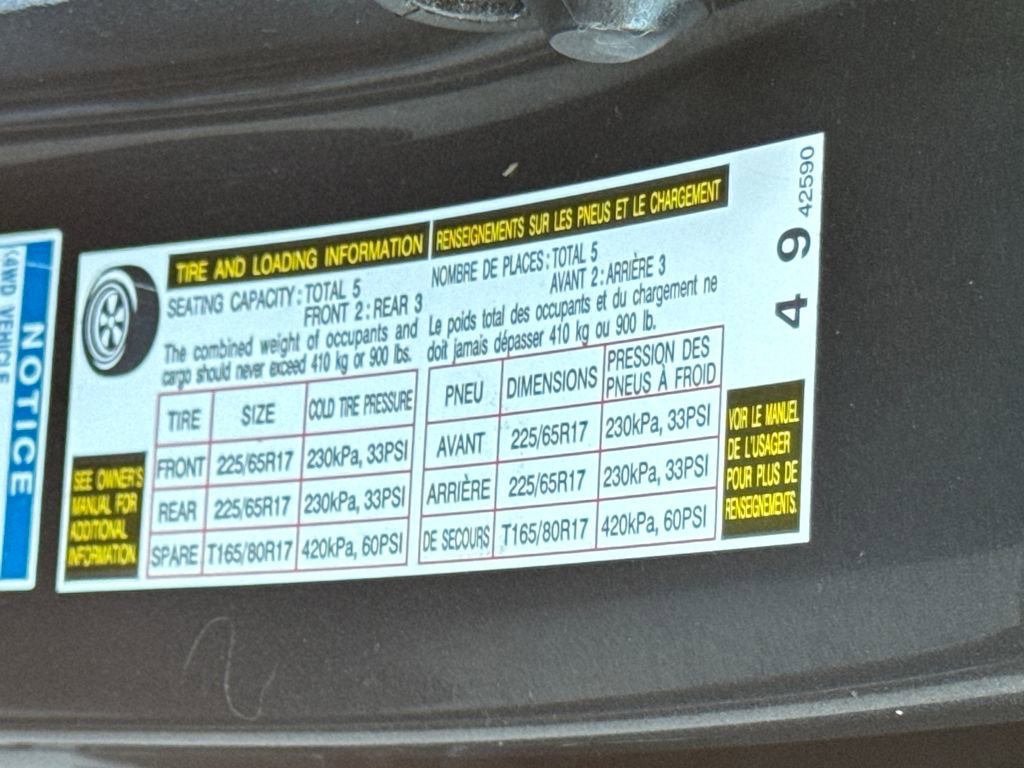 (4WD VEHICLE
NOTICE
TIRE AND LOADING INFORMATION
SEATING CAPACITY : TOTAL 5
FRONT 2 : REAR 3
The combined weight of occupants and
cargo should never exceed 410 kg or 900 lbs.
TIRE SIZE COLD TIRE PRESSURE
FRONT 225/65R17 230kPa, 33PSI
REAR 225/65R17 230kPa, 33PSI
SPARE T165/80R17 420kPa, 60PSI
SEE OWNER'S
MANUAL FOR
ADDITIONAL
INFORMATION
RENSEIGNEMENTS SUR LES PNEUS ET LE CHARGEMENT
NOMBRE DE PLACES : TOTAL 5
AVANT 2 : ARRIÈRE 3
Le poids total des occupants et du chargement ne
doit jamais dépasser 410 kg ou 900 lb.
PNEU DIMENSIONS PRESSION DES
PNEUS À FROID
AVANT 225/65R17 230kPa, 33PSI
ARRIÈRE 225/65R17 230kPa, 33PSI
DE SECOURS T165/80R17 420kPa, 60PSI
VOIR LE MANUEL
DE L'USAGER
POUR PLUS DE
RENSEIGNEMENTS.
4 9 42590